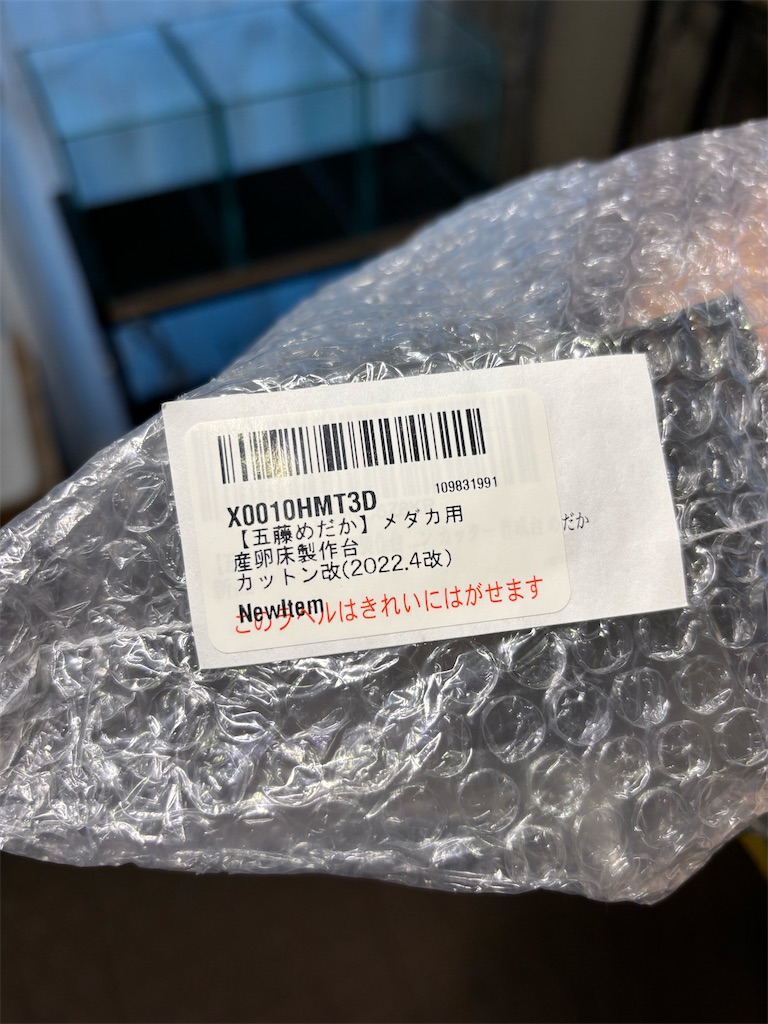 109831991
X0010HMT3D
【五藤めだか】メダカ用
産卵床製作台
カットン改(2022.4改)
NewItem
このラベルはきれいにはがせます
だか